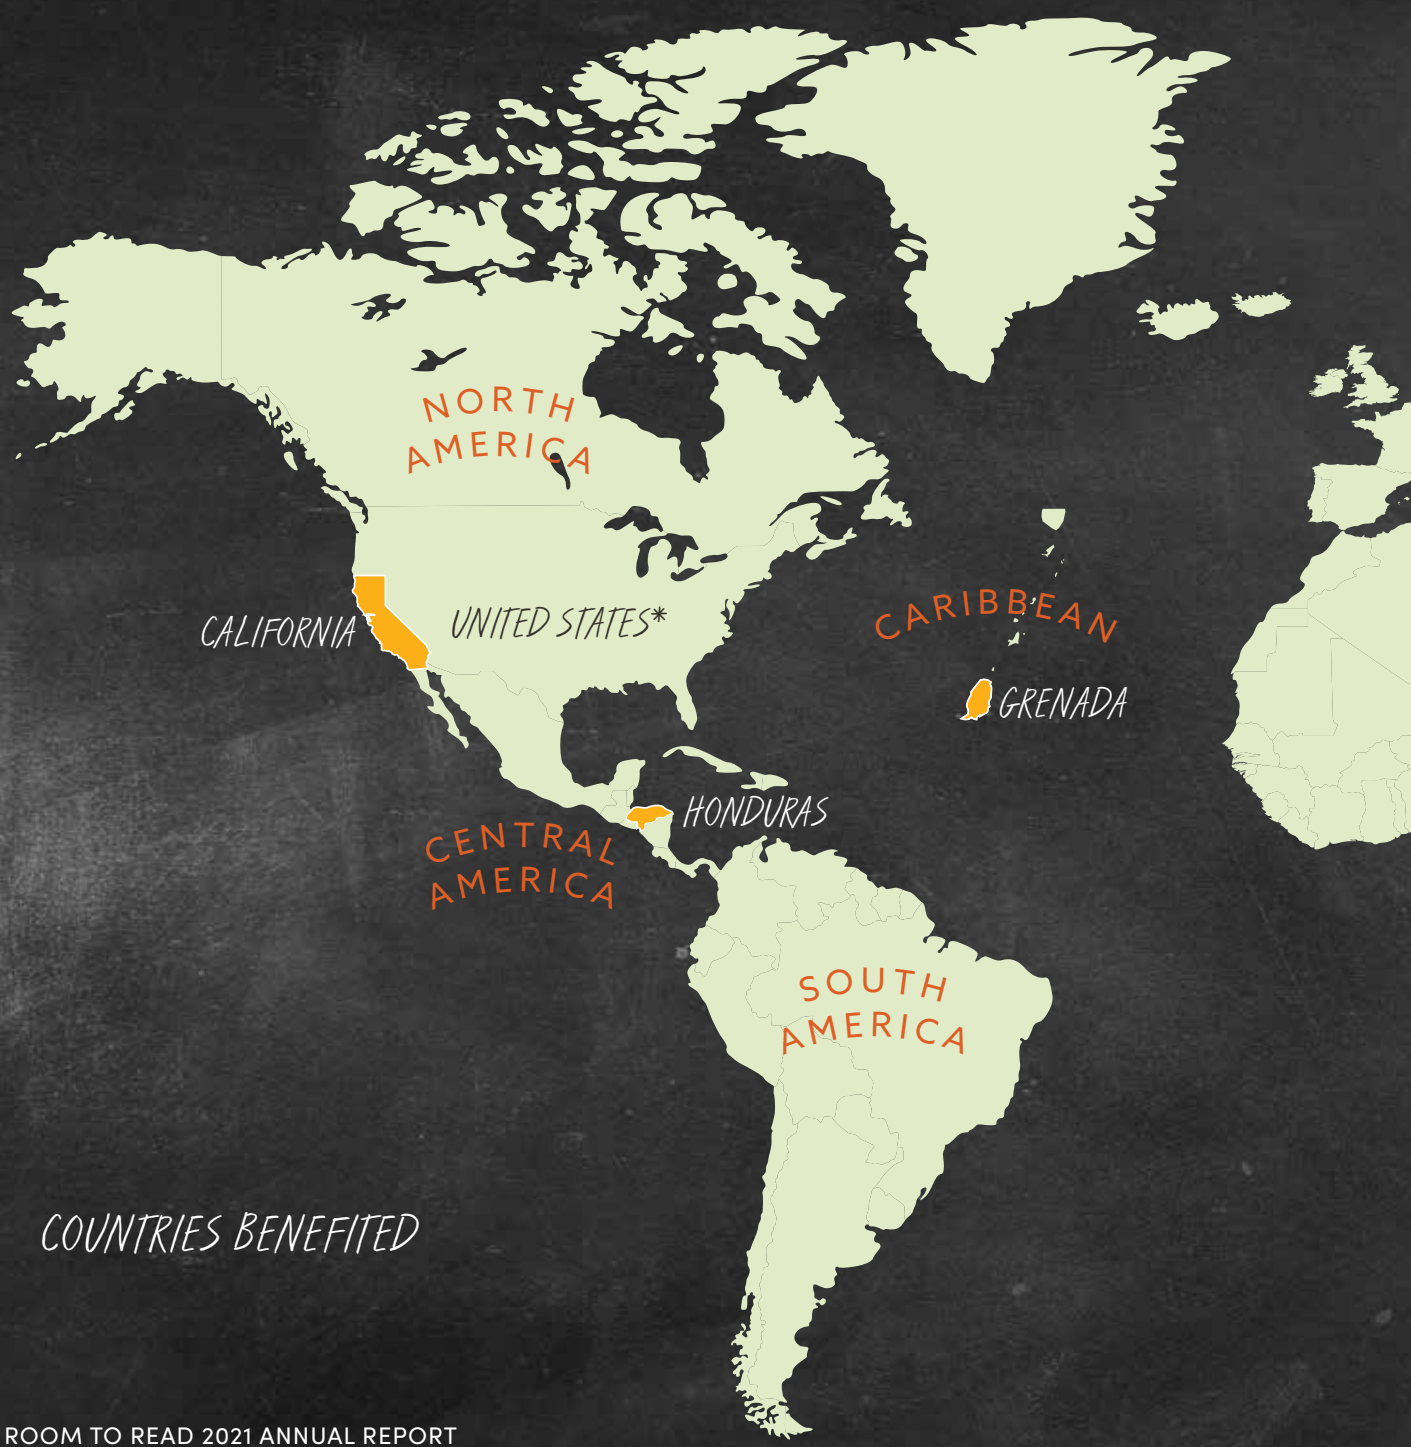 NORTH
AMERICA
CALIFORNIA
UNITED STATES*
CARIBBEAN
GRENADA
HONDURAS
CENTRAL
AMERICA
SOUTH
AMERICA
COUNTRIES BENEFITED
ROOM TO READ 2021 ANNUAL REPORT